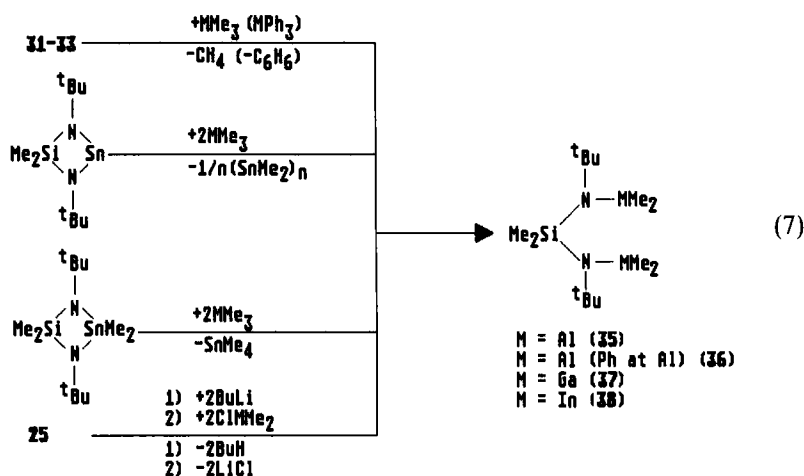 31-33
+MMe₃ (MPh₃)
-CH₄ (-C₆H₆)
ᵗBu
N
Me₂Si Sn
N
ᵗBu
+2MMe₃
-1/n(SnMe₂)ₙ
ᵗBu
N
Me₂Si SnMe₂
N
ᵗBu
+2MMe₃
-SnMe₄
25
1) +2BuLi
2) +2ClMMe₂
1) -2BuH
2) -2LiCl
ᵗBu
N — MMe₂
Me₂Si
N — MMe₂
ᵗBu
(7)
M = Al (35)
M = Al (Ph at Al) (36)
M = Ga (37)
M = In (38)